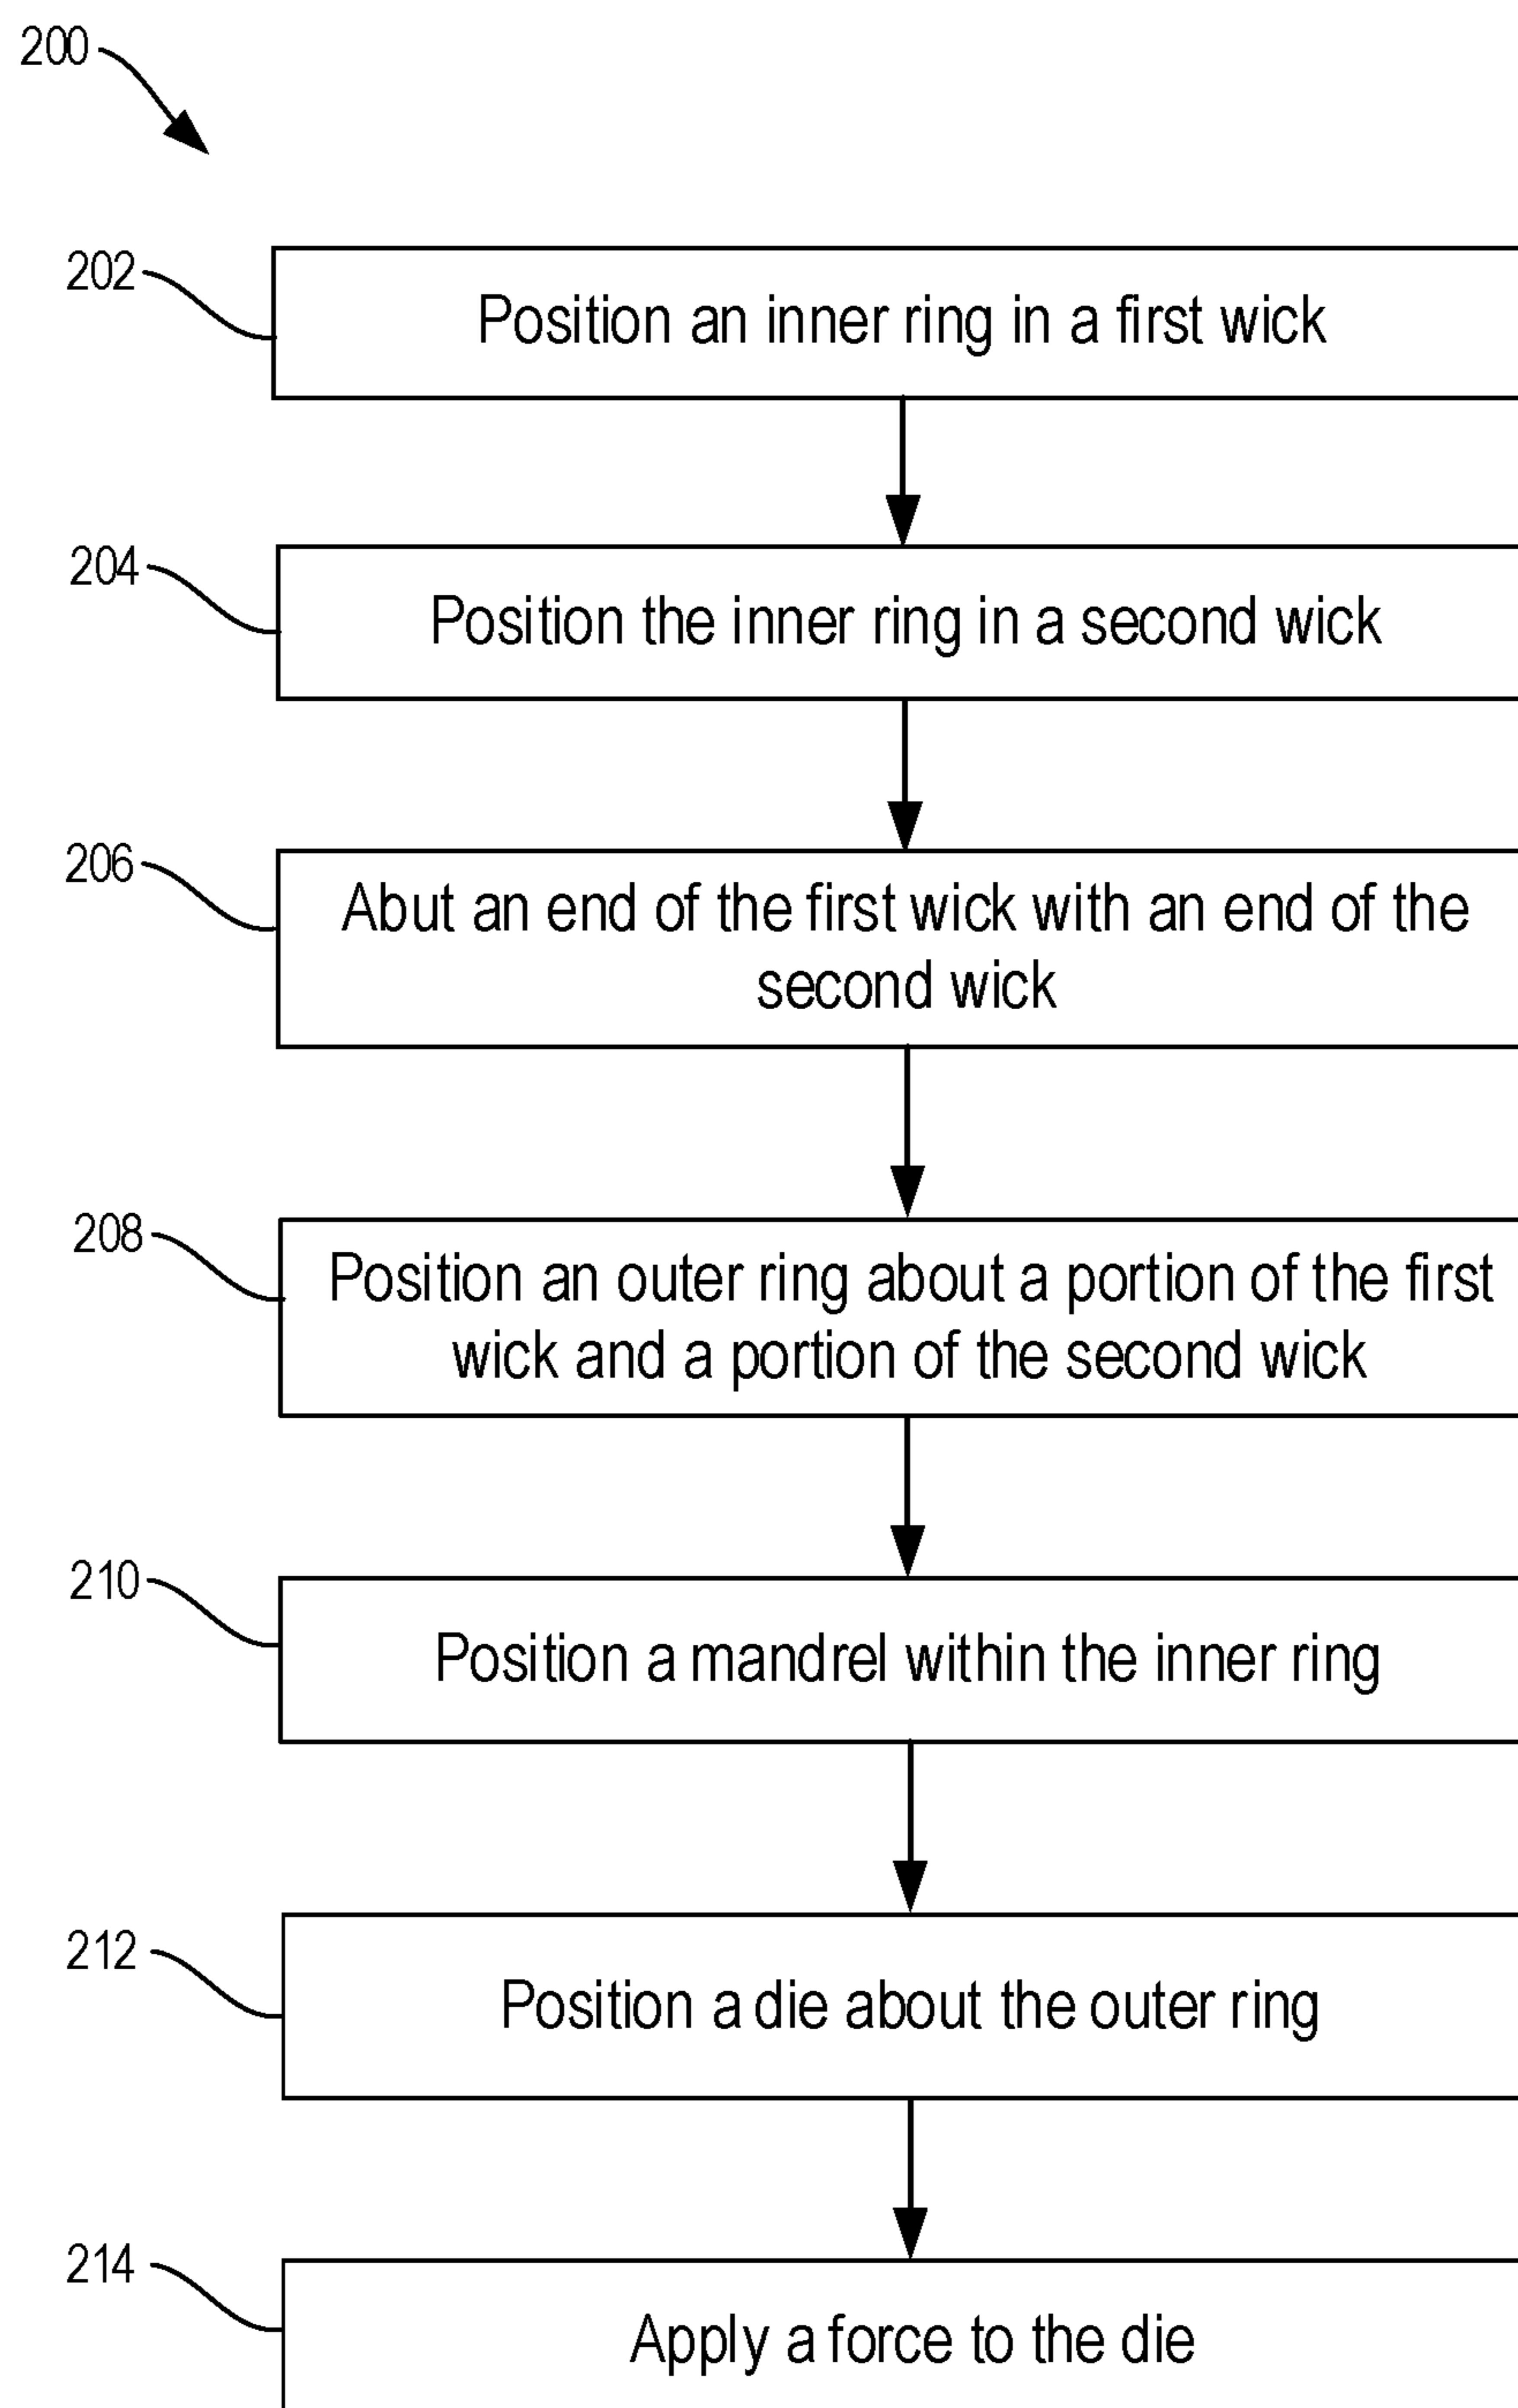 200
202
Position an inner ring in a first wick
204
Position the inner ring in a second wick
206
Abut an end of the first wick with an end of the
second wick
208
Position an outer ring about a portion of the first
wick and a portion of the second wick
210
Position a mandrel within the inner ring
212
Position a die about the outer ring
214
Apply a force to the die